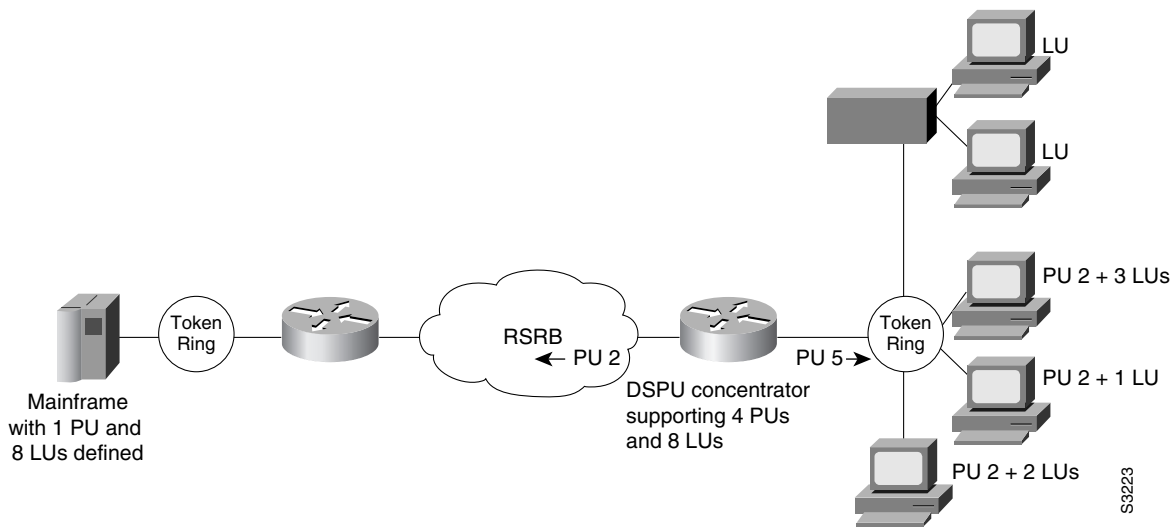 LU
LU
PU 2 + 3 LUs
Token
Ring
RSRB
PU 2
PU 5
Token
Ring
PU 2 + 1 LU
Mainframe
with 1 PU and
8 LUs defined
DSPU concentrator
supporting 4 PUs
and 8 LUs
PU 2 + 2 LUs
S3223